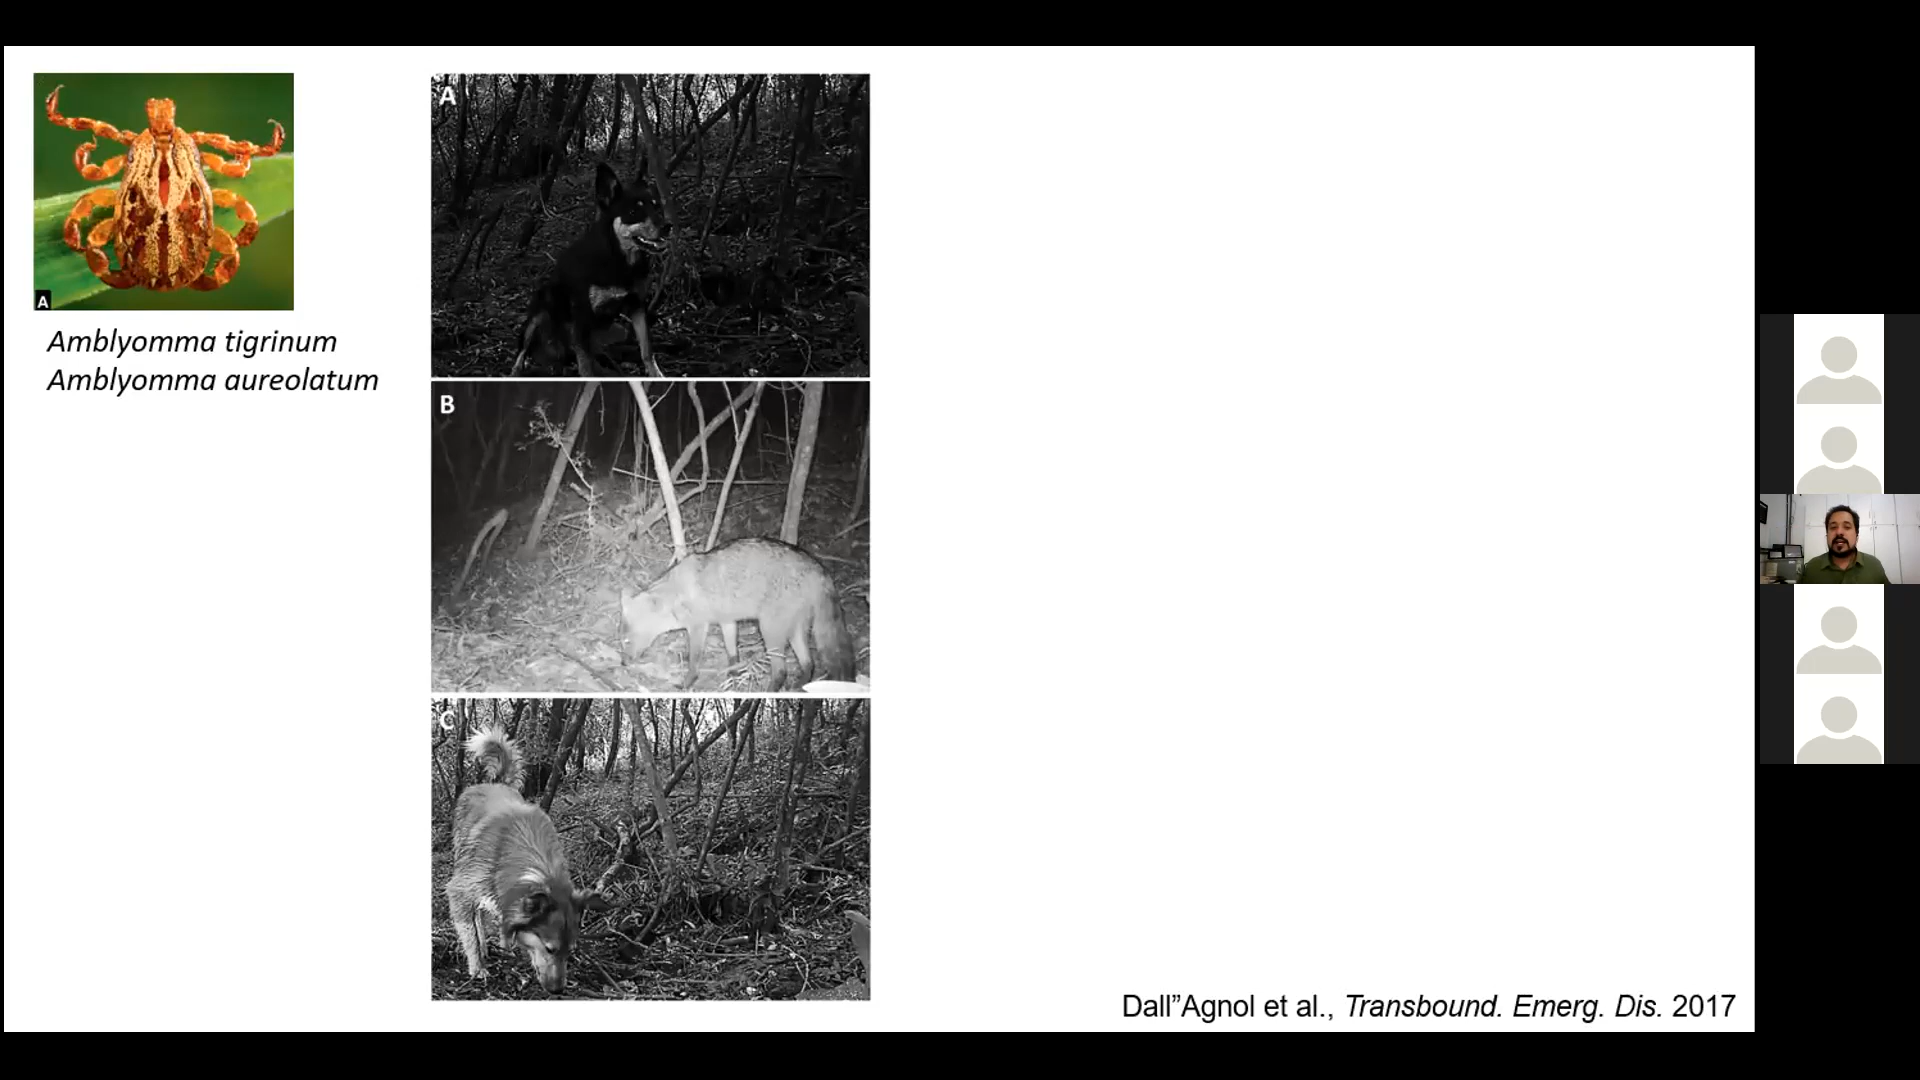 A
Amblyomma tigrinum
Amblyomma aureolatum
A
B
C
Dall”Agnol et al., Transbound. Emerg. Dis. 2017